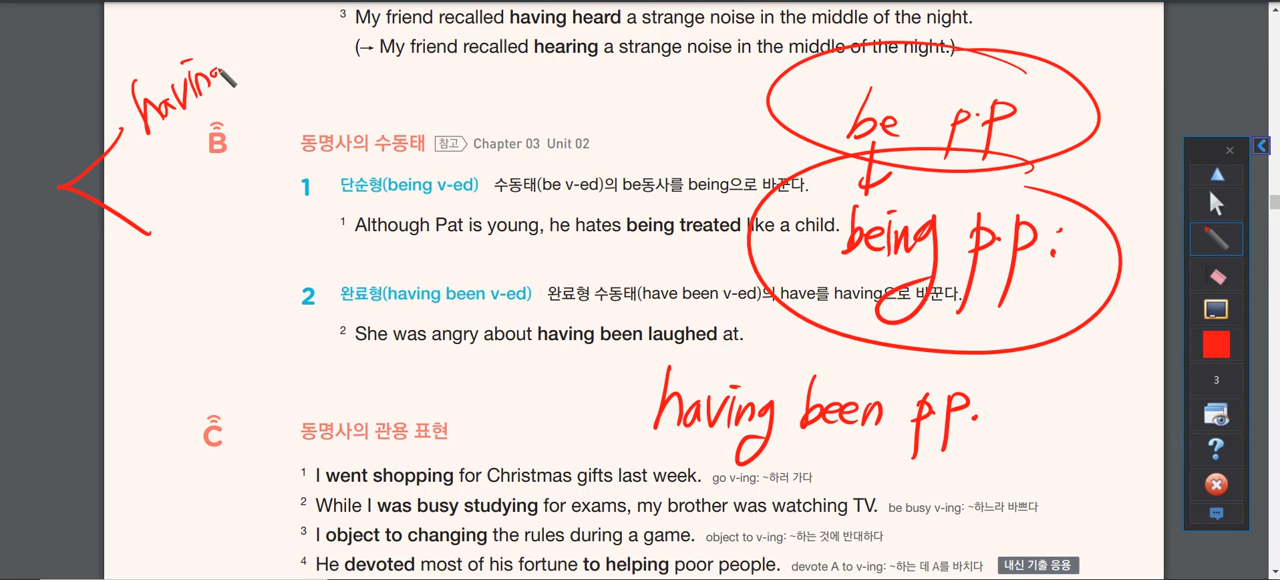 3 My friend recalled having heard a strange noise in the middle of the night.
(→ My friend recalled hearing a strange noise in the middle of the night.)
having
be p.p
B 동명사의 수동태 참고 Chapter 03 Unit 02
1 단순형(being v-ed) 수동태(be v-ed)의 be동사를 being으로 바꾼다.
1 Although Pat is young, he hates being treated like a child.
being p.p.
2 완료형(having been v-ed) 완료형 수동태(have been v-ed)의 have를 having으로 바꾼다.
2 She was angry about having been laughed at.
having been p.p.
C 동명사의 관용 표현
1 I went shopping for Christmas gifts last week. go v-ing: ~하러 가다
2 While I was busy studying for exams, my brother was watching TV. be busy v-ing: ~하느라 바쁘다
3 I object to changing the rules during a game. object to v-ing: ~하는 것에 반대하다
4 He devoted most of his fortune to helping poor people. devote A to v-ing: ~하는 데 A를 바치다 내신 기출 응용
3